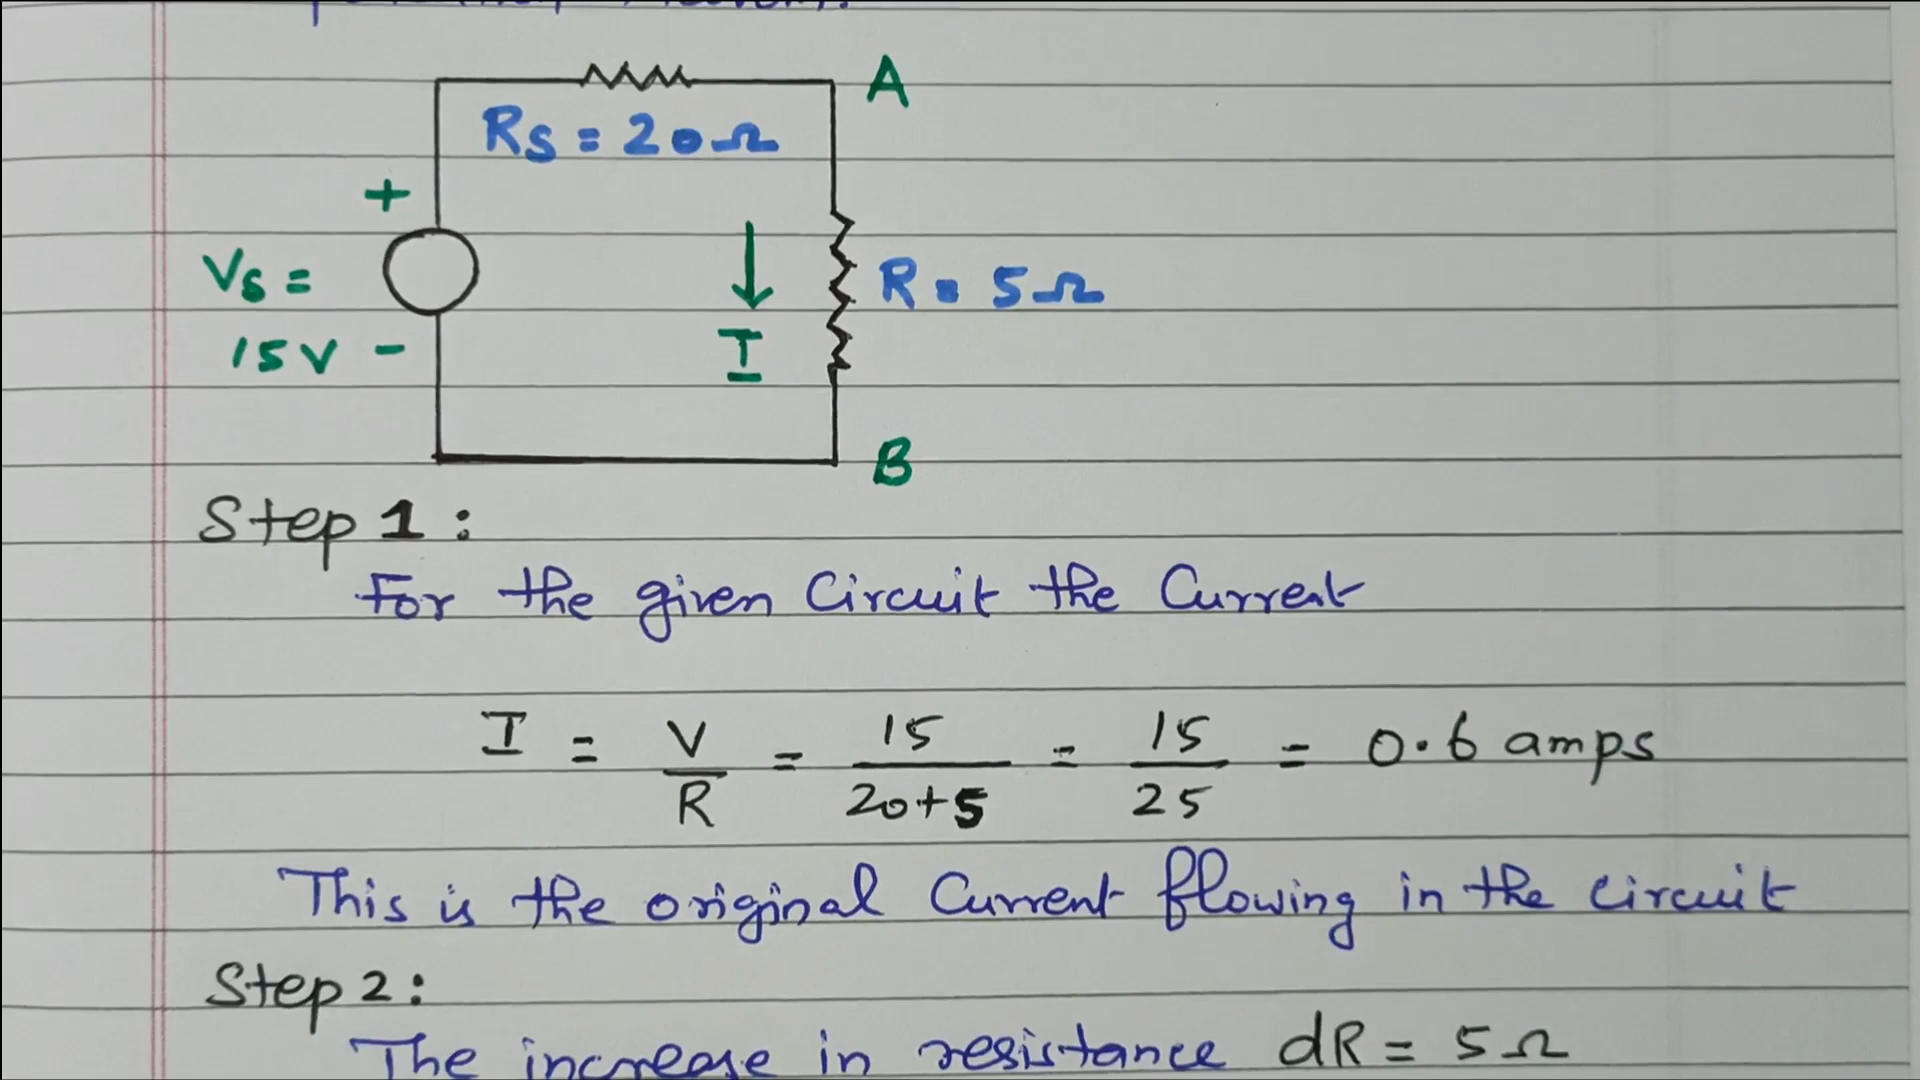 A
Rs = 20Ω
+
Vs =
15V -
I
R = 5Ω
B
Step 1:
For the given Circuit the Current
I = V/R = 15/20+5 = 15/25 = 0.6 amps
This is the original Current flowing in the circuit
Step 2:
The increase in resistance dR = 5Ω